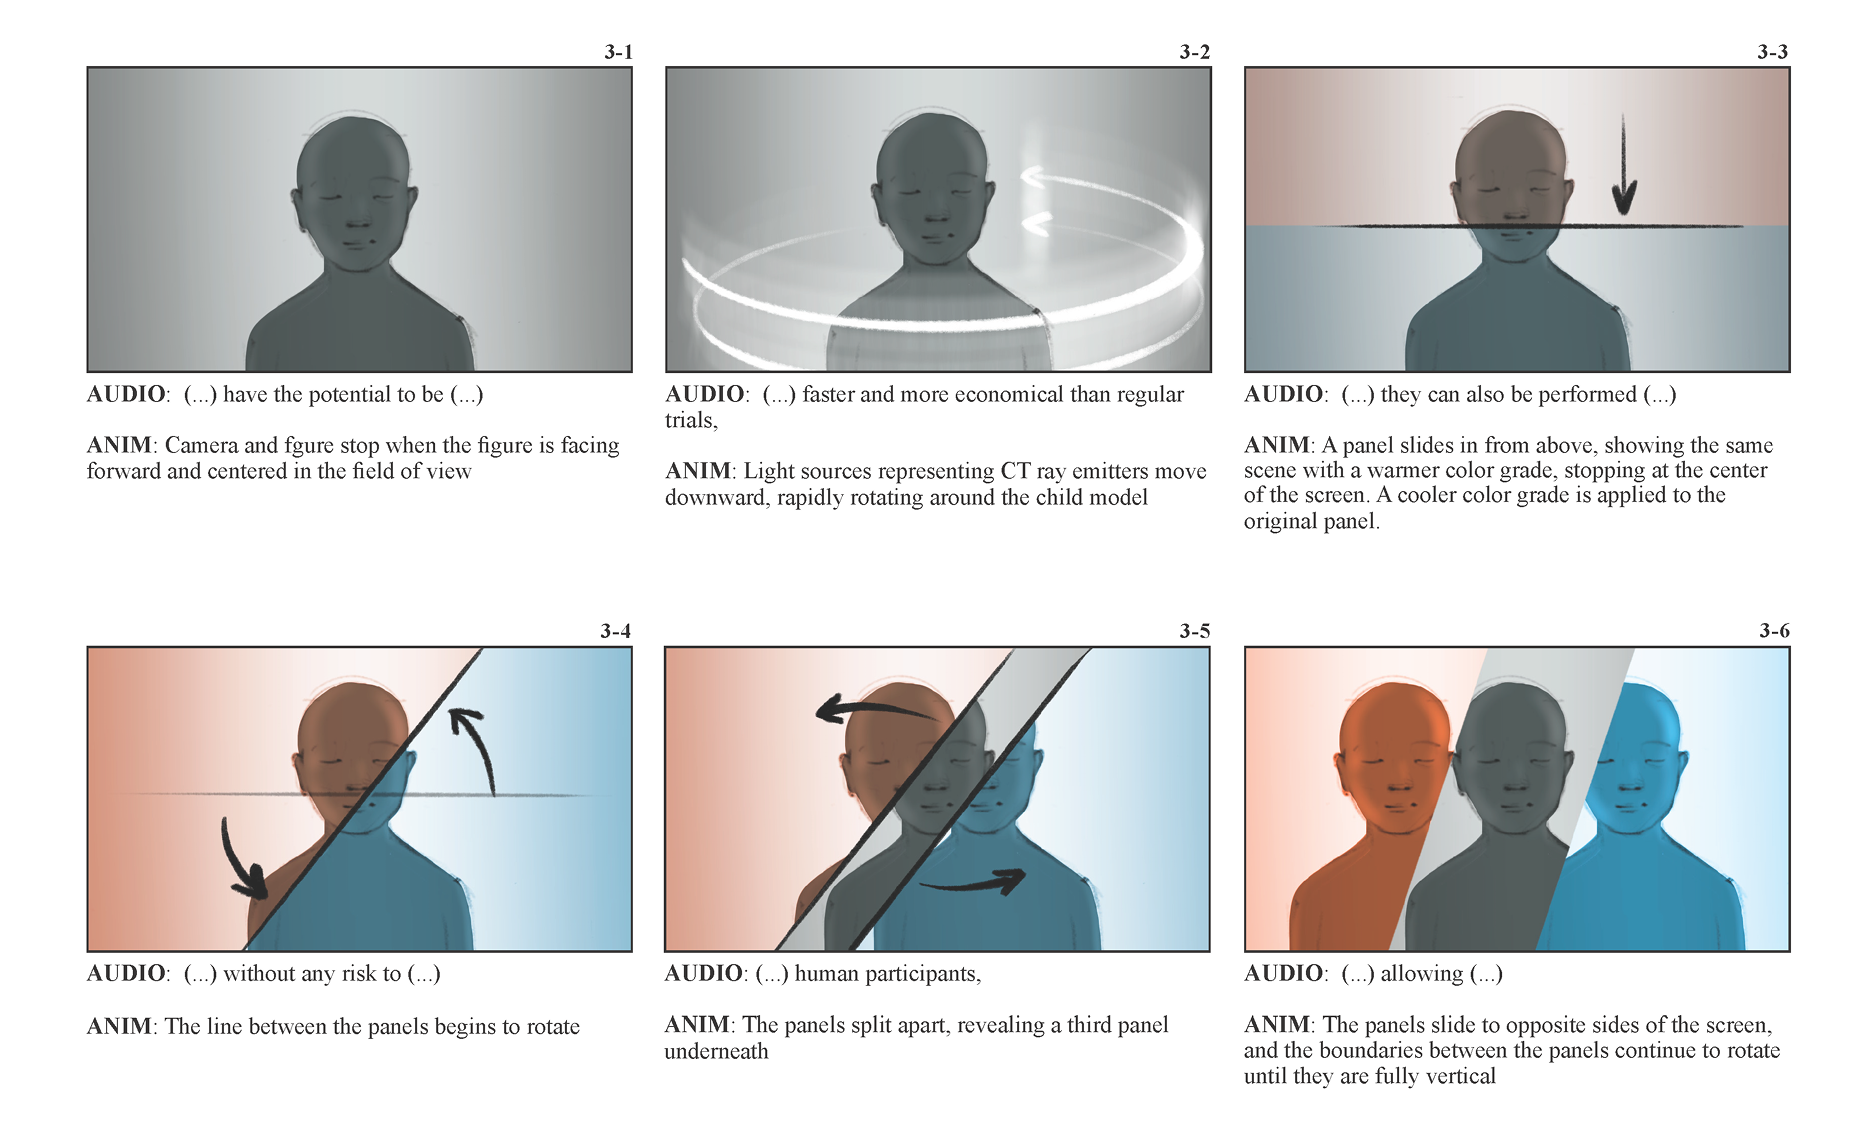 3-1
AUDIO:  (...) have the potential to be (...)
ANIM: Camera and fgure stop when the figure is facing
forward and centered in the field of view
3-2
AUDIO:  (...) faster and more economical than regular
trials,
ANIM: Light sources representing CT ray emitters move
downward, rapidly rotating around the child model
3-3
AUDIO:  (...) they can also be performed (...)
ANIM: A panel slides in from above, showing the same
scene with a warmer color grade, stopping at the center
of the screen. A cooler color grade is applied to the
original panel.
3-4
AUDIO:  (...) without any risk to (...)
ANIM: The line between the panels begins to rotate
3-5
AUDIO: (...) human participants,
ANIM: The panels split apart, revealing a third panel
underneath
3-6
AUDIO:  (...) allowing (...)
ANIM: The panels slide to opposite sides of the screen,
and the boundaries between the panels continue to rotate
until they are fully vertical